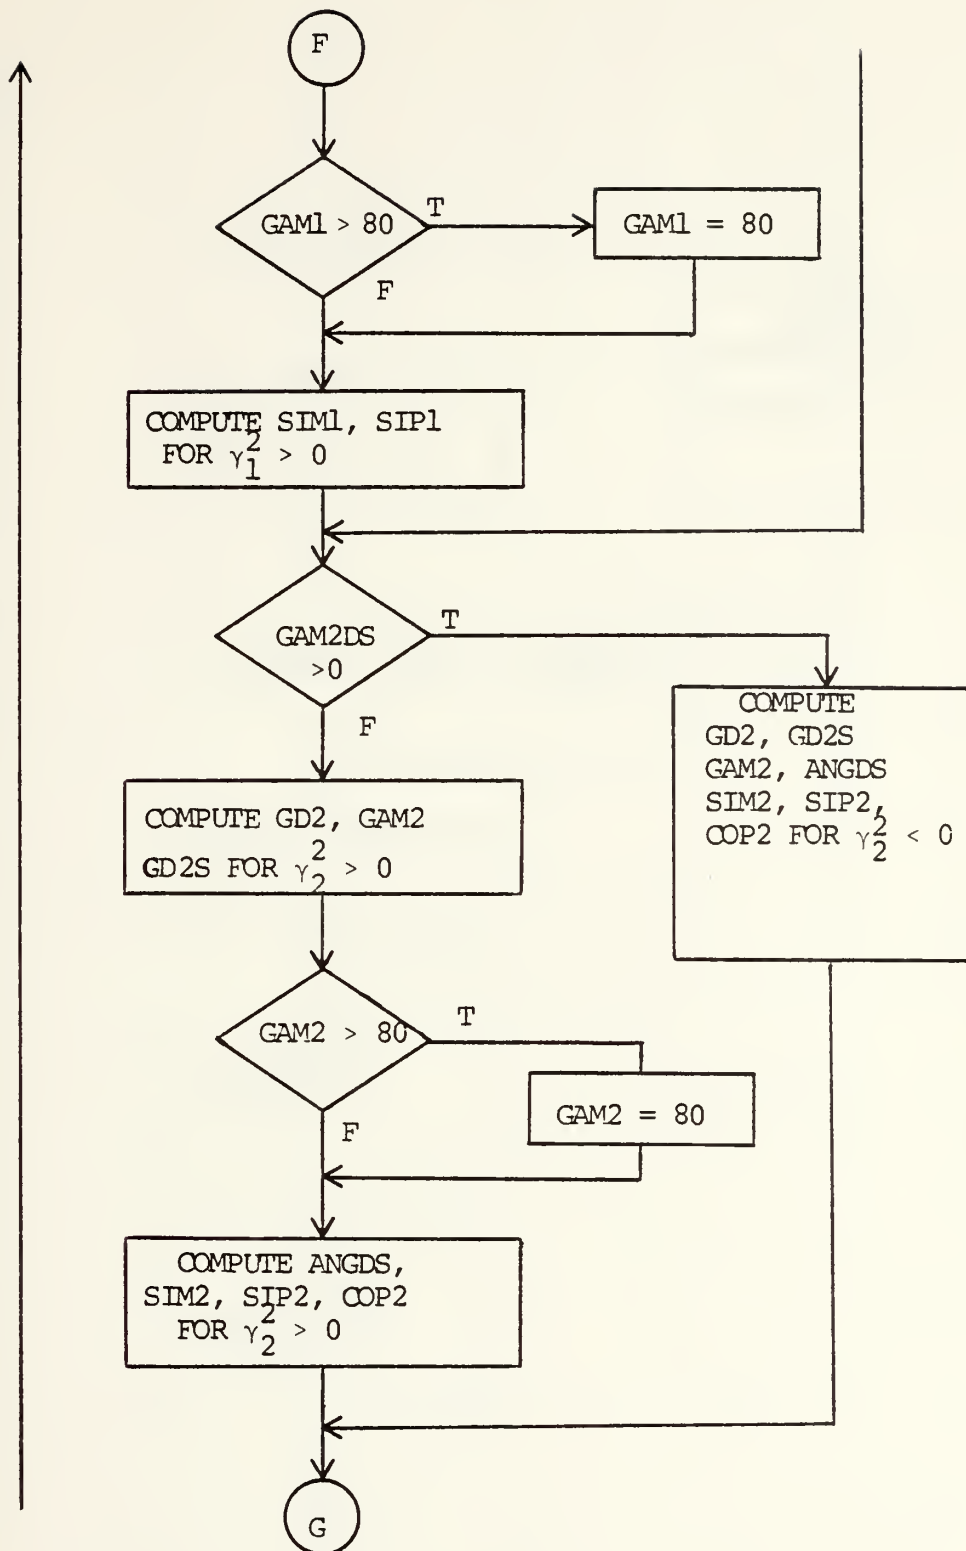 F
GAM1 > 80
T
GAM1 = 80
F
COMPUTE SIM1, SIP1
FOR γ₁² > 0
GAM2DS
>0
T
F
COMPUTE
GD2, GD2S
GAM2, ANGDS
SIM2, SIP2,
COP2 FOR γ₂² < 0
COMPUTE GD2, GAM2
GD2S FOR γ₂² > 0
GAM2 > 80
T
GAM2 = 80
F
COMPUTE ANGDS,
SIM2, SIP2, COP2
FOR γ₂² > 0
G